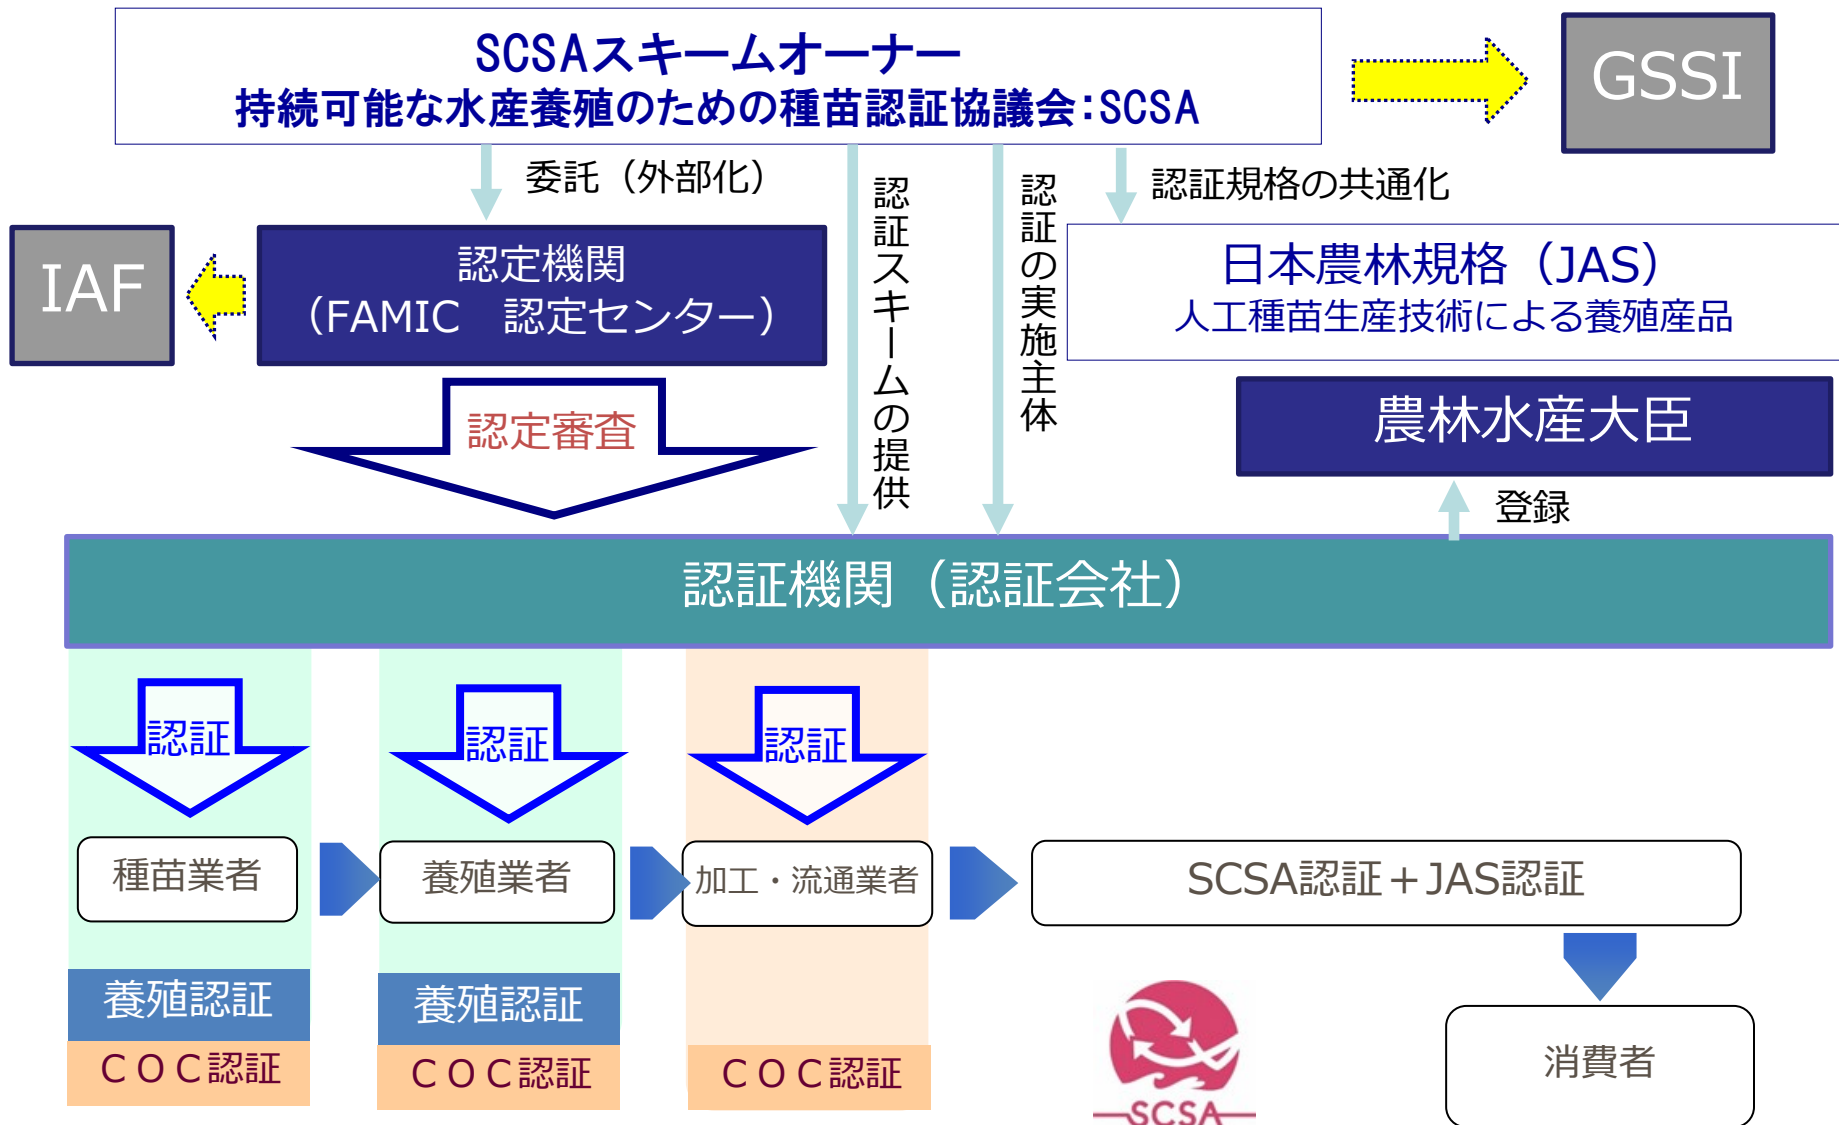 SCSAスキームオーナー
持続可能な水産養殖のための種苗認証協議会:SCSA
GSSI
委託（外部化）
認証スキームの提供
認証の実施主体
認証規格の共通化
IAF
認定機関
（FAMIC　認定センター）
日本農林規格（JAS）
人工種苗生産技術による養殖産品
認定審査
農林水産大臣
登録
認証機関（認証会社）
認証
認証
認証
種苗業者
養殖業者
加工・流通業者
SCSA認証＋JAS認証
養殖認証
養殖認証
ＣＯＣ認証
ＣＯＣ認証
ＣＯＣ認証
SCSA
消費者